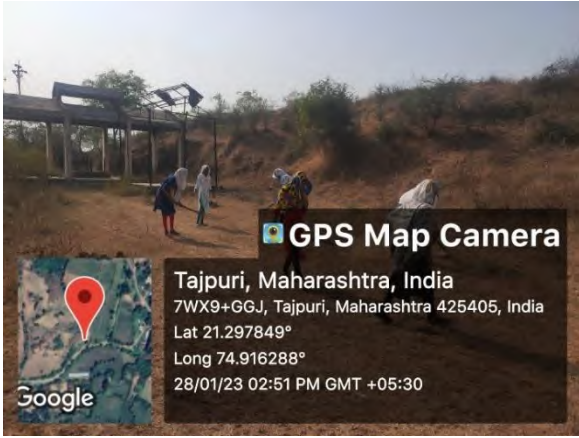 GPS Map Camera
Tajpuri, Maharashtra, India
7WX9+GGJ, Tajpuri, Maharashtra 425405, India
Lat 21.297849°
Long 74.916288°
28/01/23 02:51 PM GMT +05:30
Google